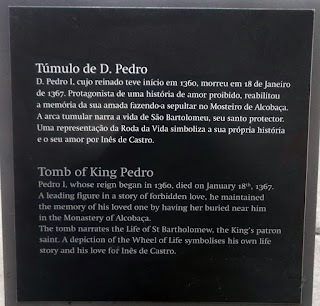 Túmulo de D. Pedro
D. Pedro I, cujo reinado teve início em 1360, morreu em 18 de Janeiro
de 1367. Protagonista de uma história de amor proibido, reabilitou
a memória da sua amada fazendo-a sepultar no Mosteiro de Alcobaça.
A arca tumular narra a vida de São Bartolomeu, seu santo protector.
Uma representação da Roda da Vida simboliza a sua própria história
e o seu amor por Inês de Castro.
Tomb of King Pedro
Pedro I, whose reign began in 1360, died on January 18th, 1367.
A leading figure in a story of forbidden love, he maintained
the memory of his loved one by having her buried near him
in the Monastery of Alcobaça.
The tomb narrates the Life of St Bartholomew, the King's patron
saint. A depiction of the Wheel of Life symbolises his own life
story and his love for Inês de Castro.